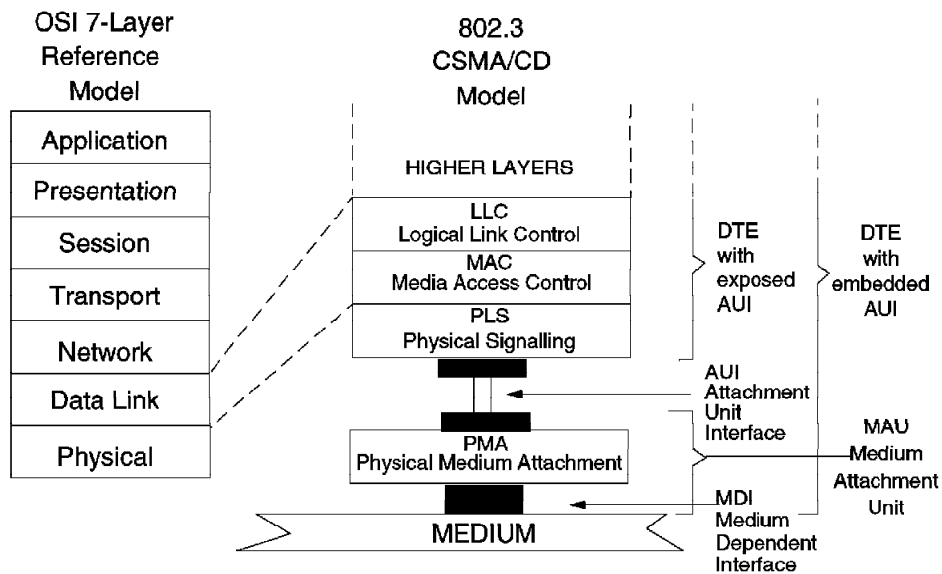 OSI 7-Layer
Reference
Model
Application
Presentation
Session
Transport
Network
Data Link
Physical
802.3
CSMA/CD
Model
HIGHER LAYERS
LLC
Logical Link Control
MAC
Media Access Control
PLS
Physical Signalling
PMA
Physical Medium Attachment
MEDIUM
DTE
with
exposed
AUI
DTE
with
embedded
AUI
AUI
Attachment
Unit
Interface
MAU
Medium
Attachment
Unit
MDI
Medium
Dependent
Interface